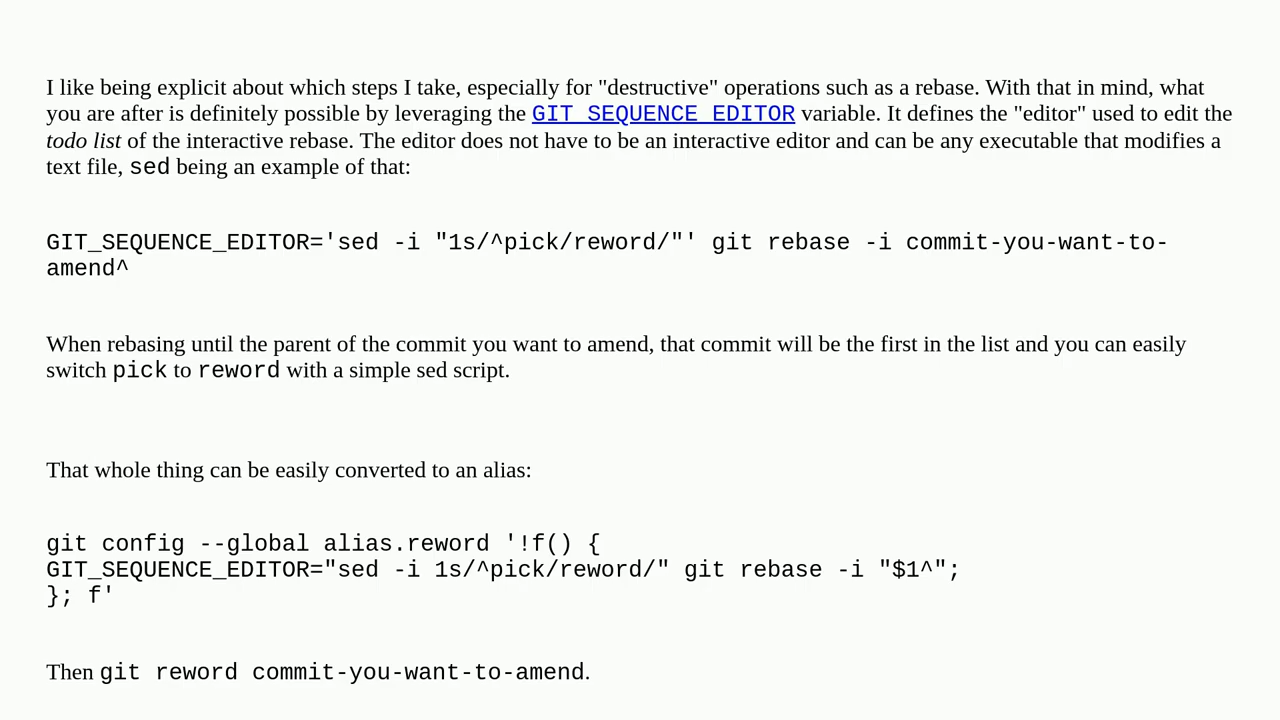 I like being explicit about which steps I take, especially for "destructive" operations such as a rebase. With that in mind, what
you are after is definitely possible by leveraging the GIT_SEQUENCE_EDITOR variable. It defines the "editor" used to edit the
todo list of the interactive rebase. The editor does not have to be an interactive editor and can be any executable that modifies a
text file, sed being an example of that:
GIT_SEQUENCE_EDITOR='sed -i "1s/^pick/reword/"' git rebase -i commit-you-want-to-
amend^
When rebasing until the parent of the commit you want to amend, that commit will be the first in the list and you can easily
switch pick to reword with a simple sed script.
That whole thing can be easily converted to an alias:
git config --global alias.reword '!f() {
GIT_SEQUENCE_EDITOR="sed -i 1s/^pick/reword/" git rebase -i "$1^";
}; f'
Then git reword commit-you-want-to-amend.